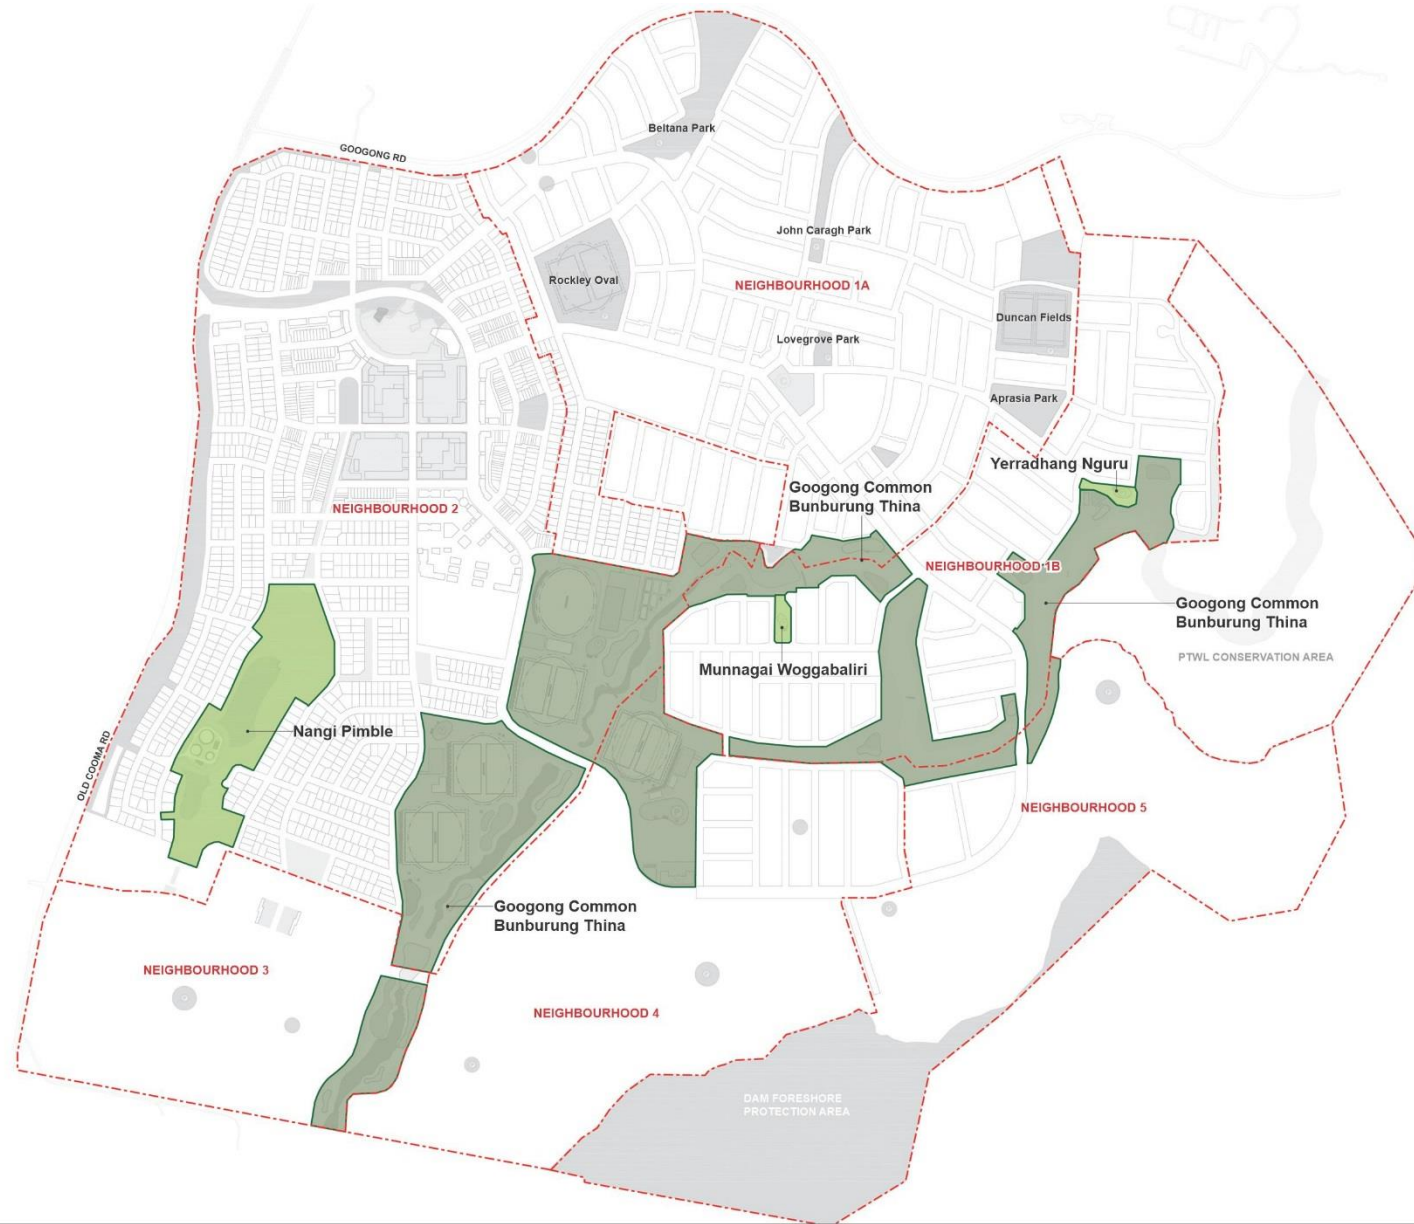 Beltana Park
GOOGONG RD
John Caragh Park
Rockley Oval
NEIGHBOURHOOD 1A
Duncan Fields
Lovegrove Park
Aprasia Park
Yerradhang Nguru
Googong Common
Bunburung Thina
NEIGHBOURHOOD 2
NEIGHBOURHOOD 1B
Googong Common
Bunburung Thina
PTWL CONSERVATION AREA
Munnagai Woggabaliri
Nangi Pimble
OLD COOMA RD
NEIGHBOURHOOD 5
Googong Common
Bunburung Thina
NEIGHBOURHOOD 3
NEIGHBOURHOOD 4
DAM FORESHORE
PROTECTION AREA